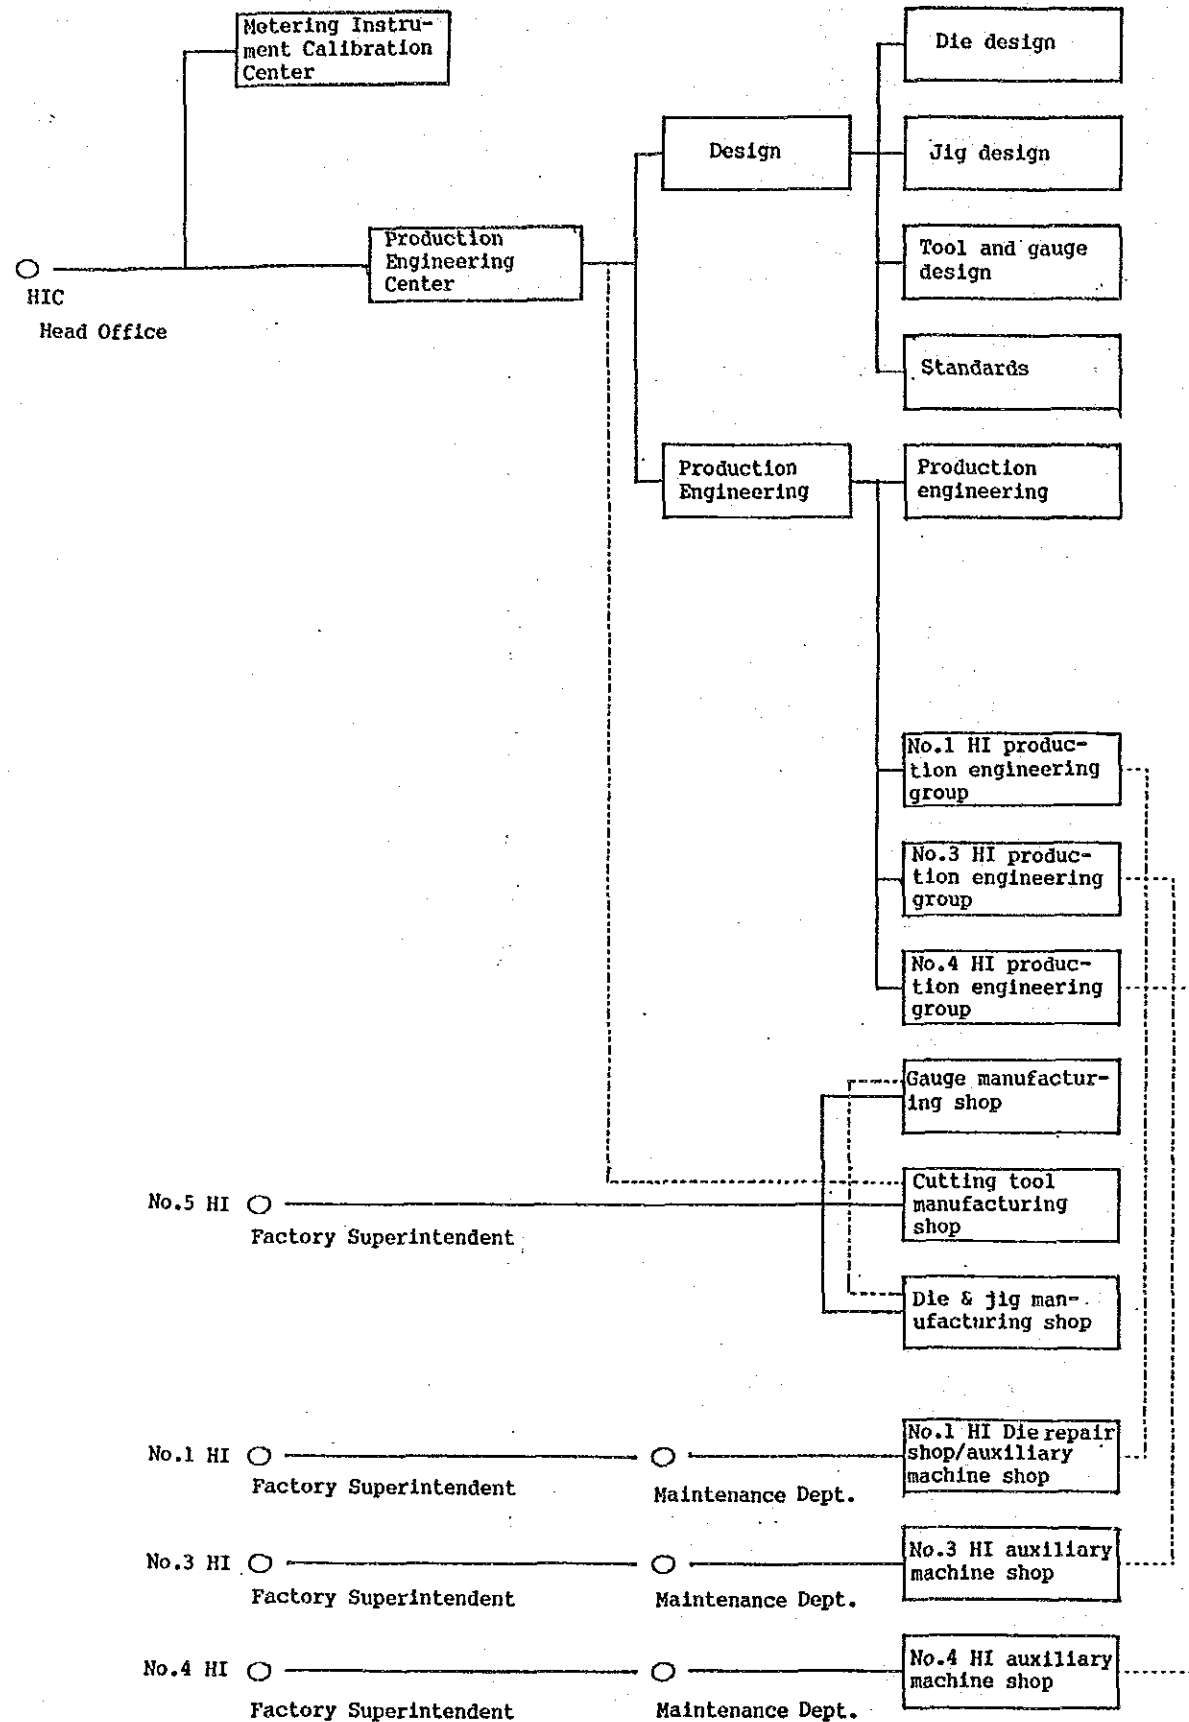 Metering Instru-
ment Calibration
Center
Die design
Design
Jig design
Production
Engineering
Center
Tool and gauge
design
HIC
Head Office
Standards
Production
Engineering
Production
engineering
No.1 HI produc-
tion engineering
group
No.3 HI produc-
tion engineering
group
No.4 HI produc-
tion engineering
group
Gauge manufactur-
ing shop
No.5 HI
Factory Superintendent
Cutting tool
manufacturing
shop
Die & jig man-
ufacturing shop
No.1 HI
Factory Superintendent
Maintenance Dept.
No.1 HI Die repair
shop/auxiliary
machine shop
No.3 HI
Factory Superintendent
Maintenance Dept.
No.3 HI auxiliary
machine shop
No.4 HI
Factory Superintendent
Maintenance Dept.
No.4 HI auxiliary
machine shop